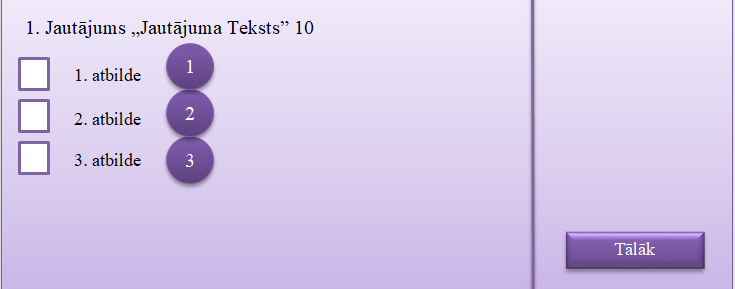 1. Jautājums „Jautājuma Teksts” 10
1. atbilde 1
2. atbilde 2
3. atbilde 3
Tālāk